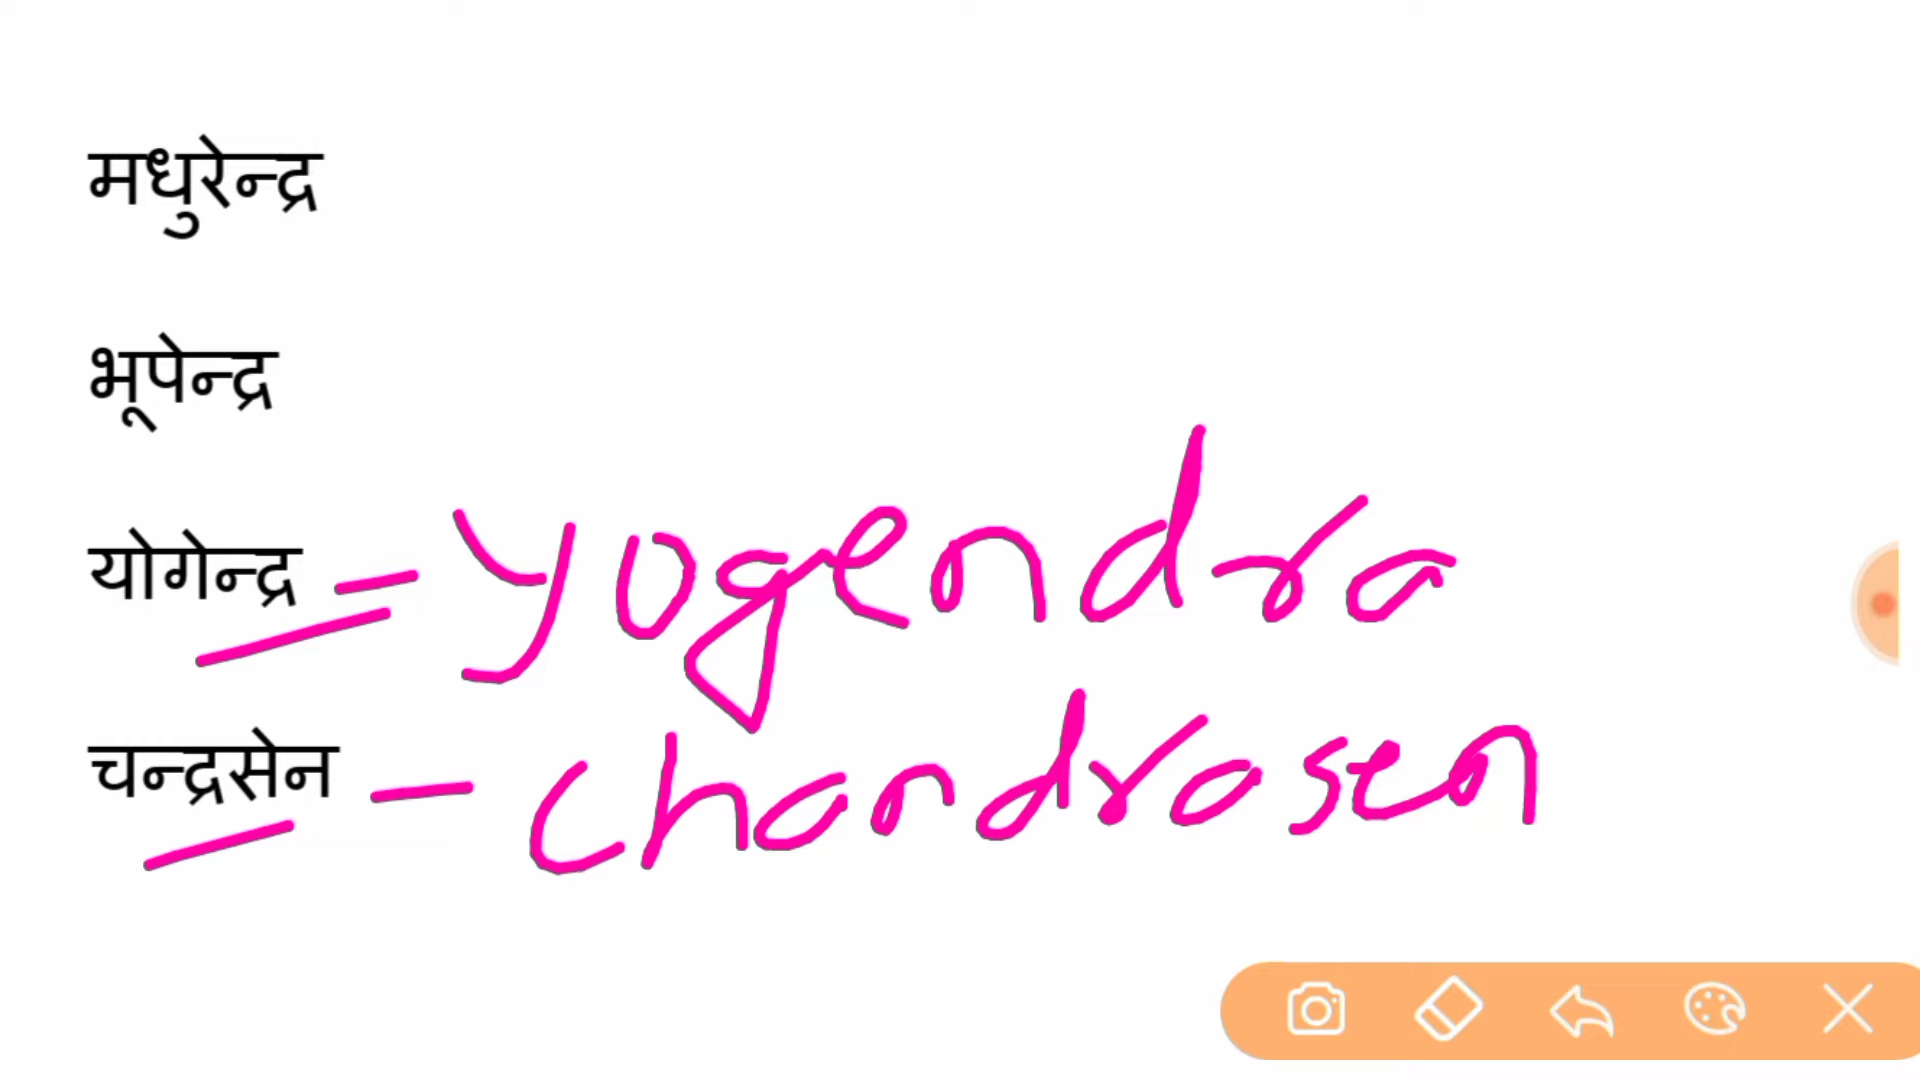 मधुरेन्द्र
भूपेन्द्र
योगेन्द्र = yogendra
चन्द्रसेन - chandrasen